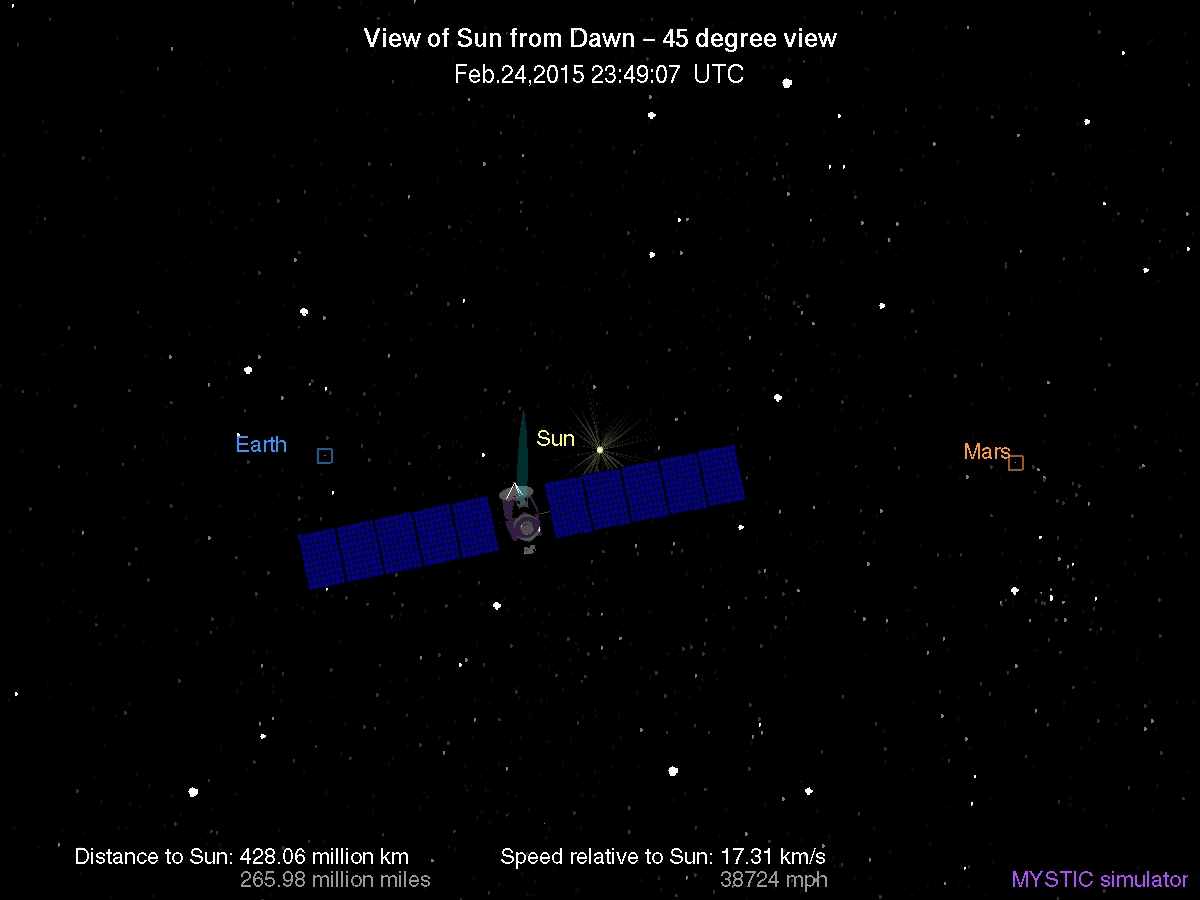 View of Sun from Dawn – 45 degree view
Feb.24,2015 23:49:07 UTC
Sun
Earth
Mars
Distance to Sun: 428.06 million km
265.98 million miles
Speed relative to Sun: 17.31 km/s
38724 mph
MYSTIC simulator